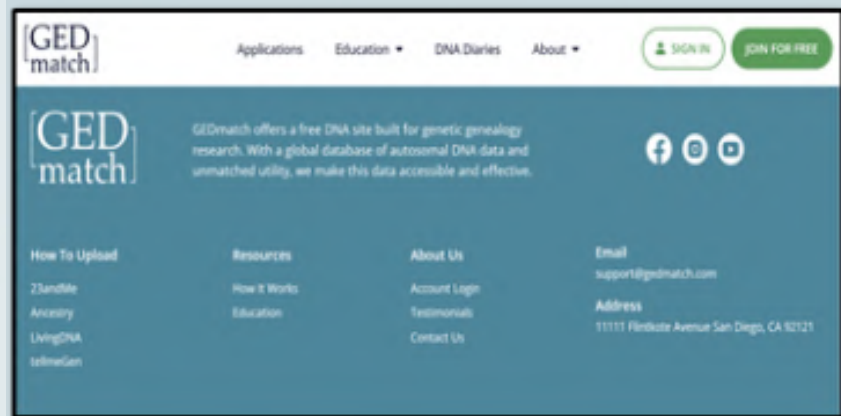 GED
match
Applications Education DNA Diaries About SIGN IN JOIN FOR FREE
GED
match
GEDmatch offers a free DNA site built for genetic genealogy
research. With a global database of autosomal DNA data and
unmatched utility, we make this data accessible and effective.
How To Upload
23andMe
Ancestry
LivingDNA
tellmeGen
Resources
How It Works
Education
About Us
Account Login
Testimonials
Contact Us
Email
support@gedmatch.com
Address
11111 Flintkote Avenue San Diego, CA 92121